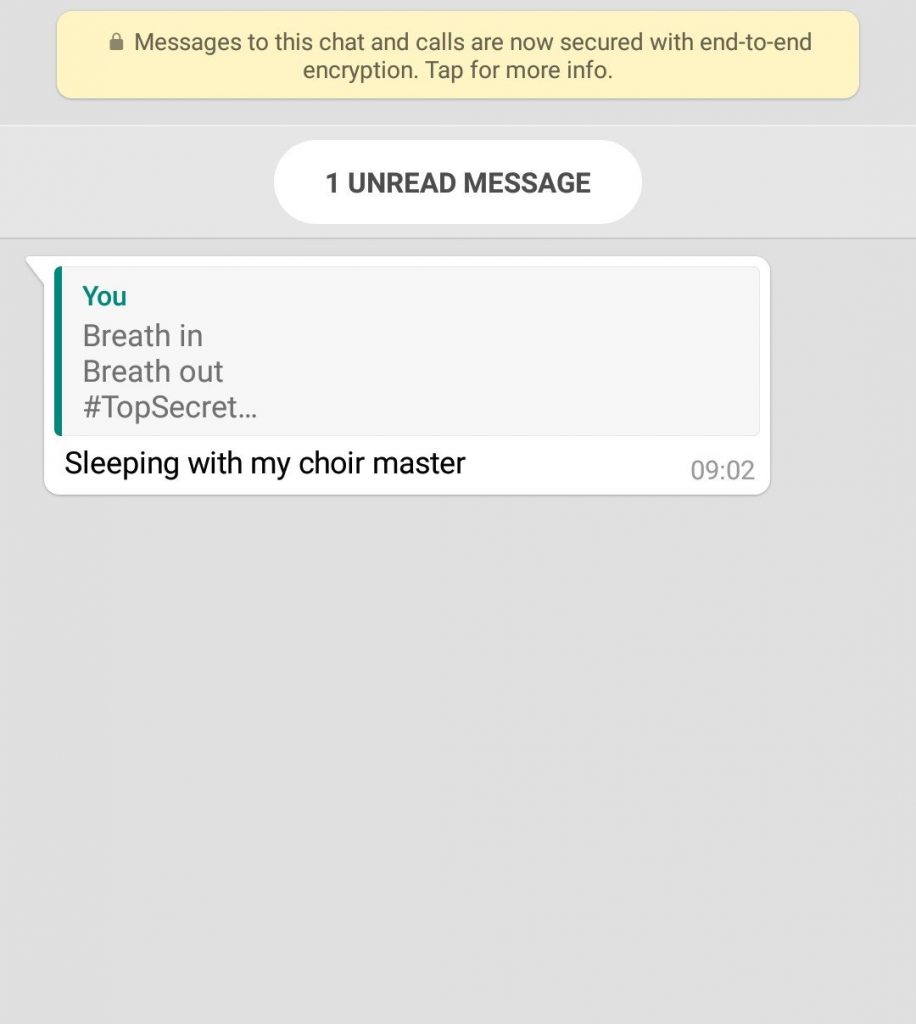 Messages to this chat and calls are now secured with end-to-end
encryption. Tap for more info.
1 UNREAD MESSAGE
You
Breath in
Breath out
#TopSecret...
Sleeping with my choir master
09:02